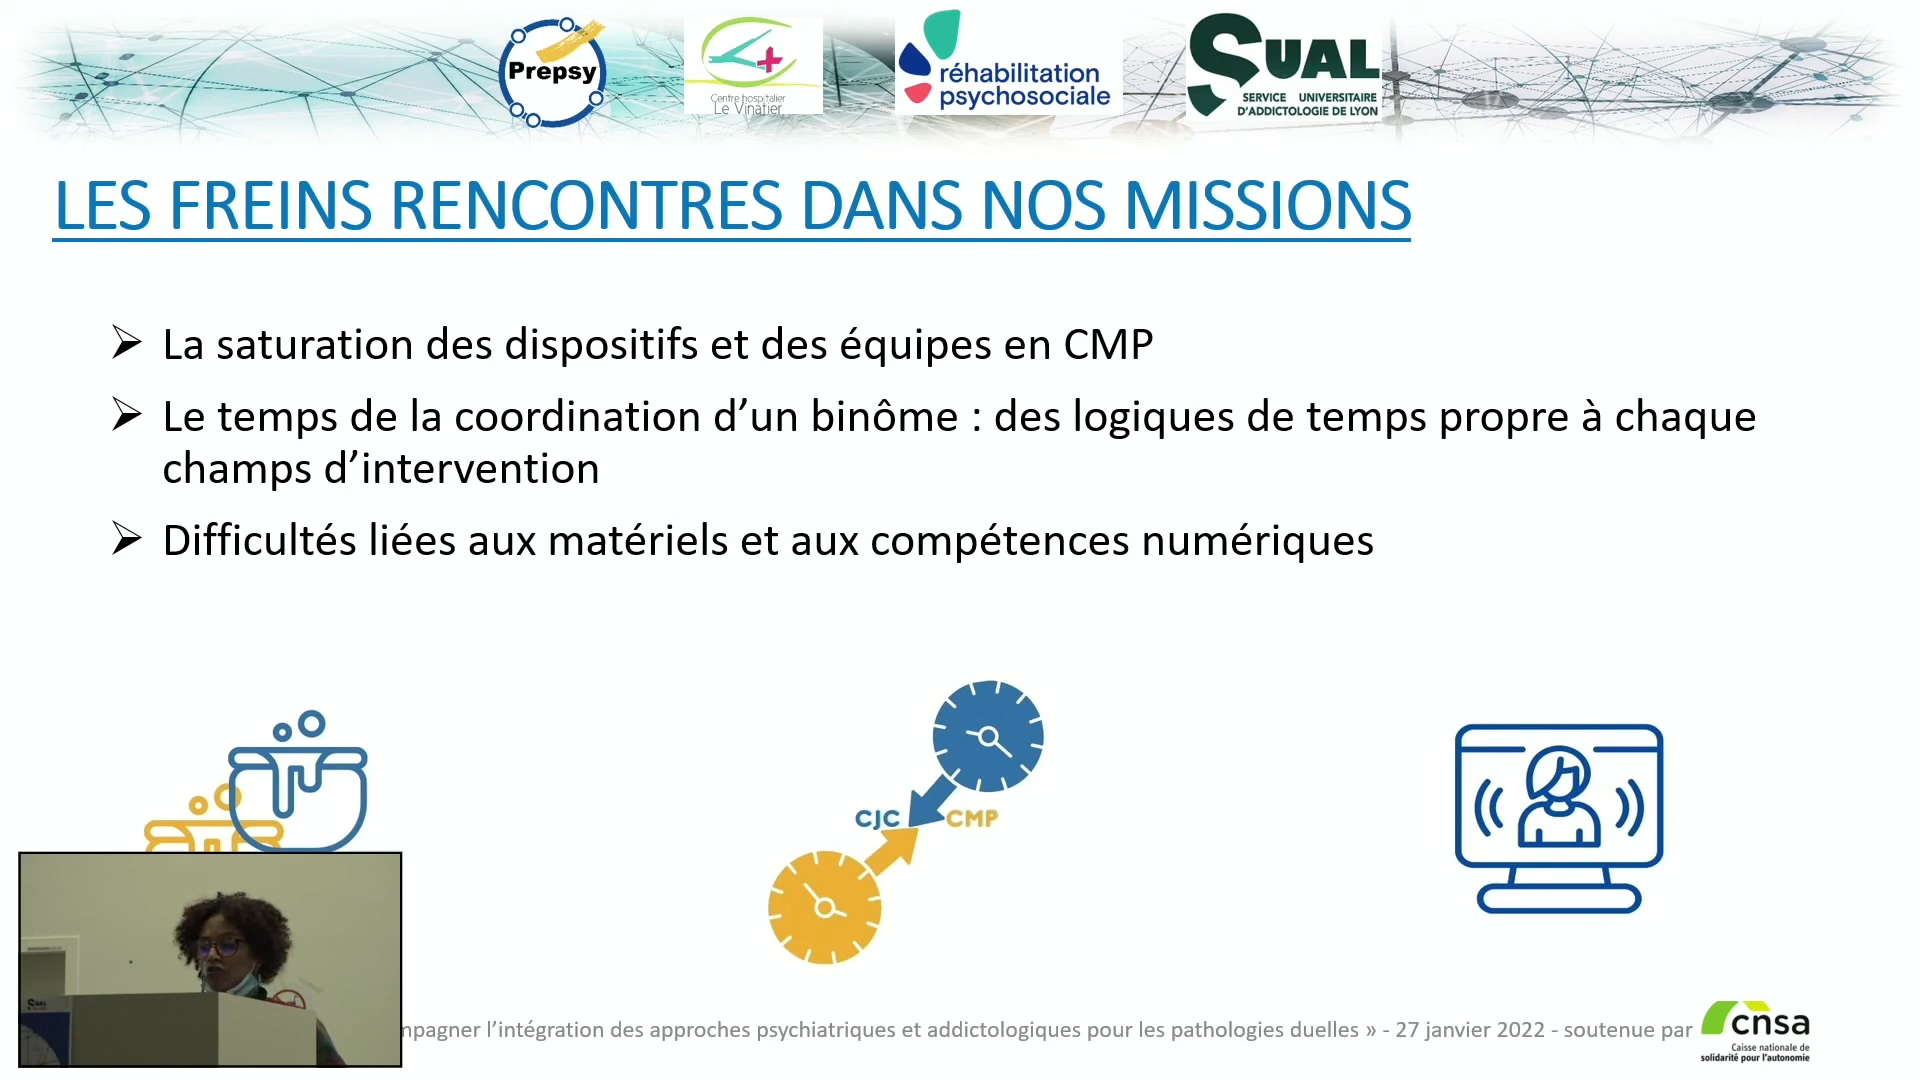 Prepsy
Centre hospitalier
Le Vinatier
réhabilitation
psychosociale
SUAL
SERVICE UNIVERSITAIRE
D'ADDICTOLOGIE DE LYON
LES FREINS RENCONTRES DANS NOS MISSIONS
La saturation des dispositifs et des équipes en CMP
Le temps de la coordination d’un binôme : des logiques de temps propre à chaque
champs d’intervention
Difficultés liées aux matériels et aux compétences numériques
CJC CMP
SUAL
mpagner l’intégration des approches psychiatriques et addictologiques pour les pathologies duelles » - 27 janvier 2022 - soutenue par
cnsa
Caisse nationale de
solidarité pour l'autonomie